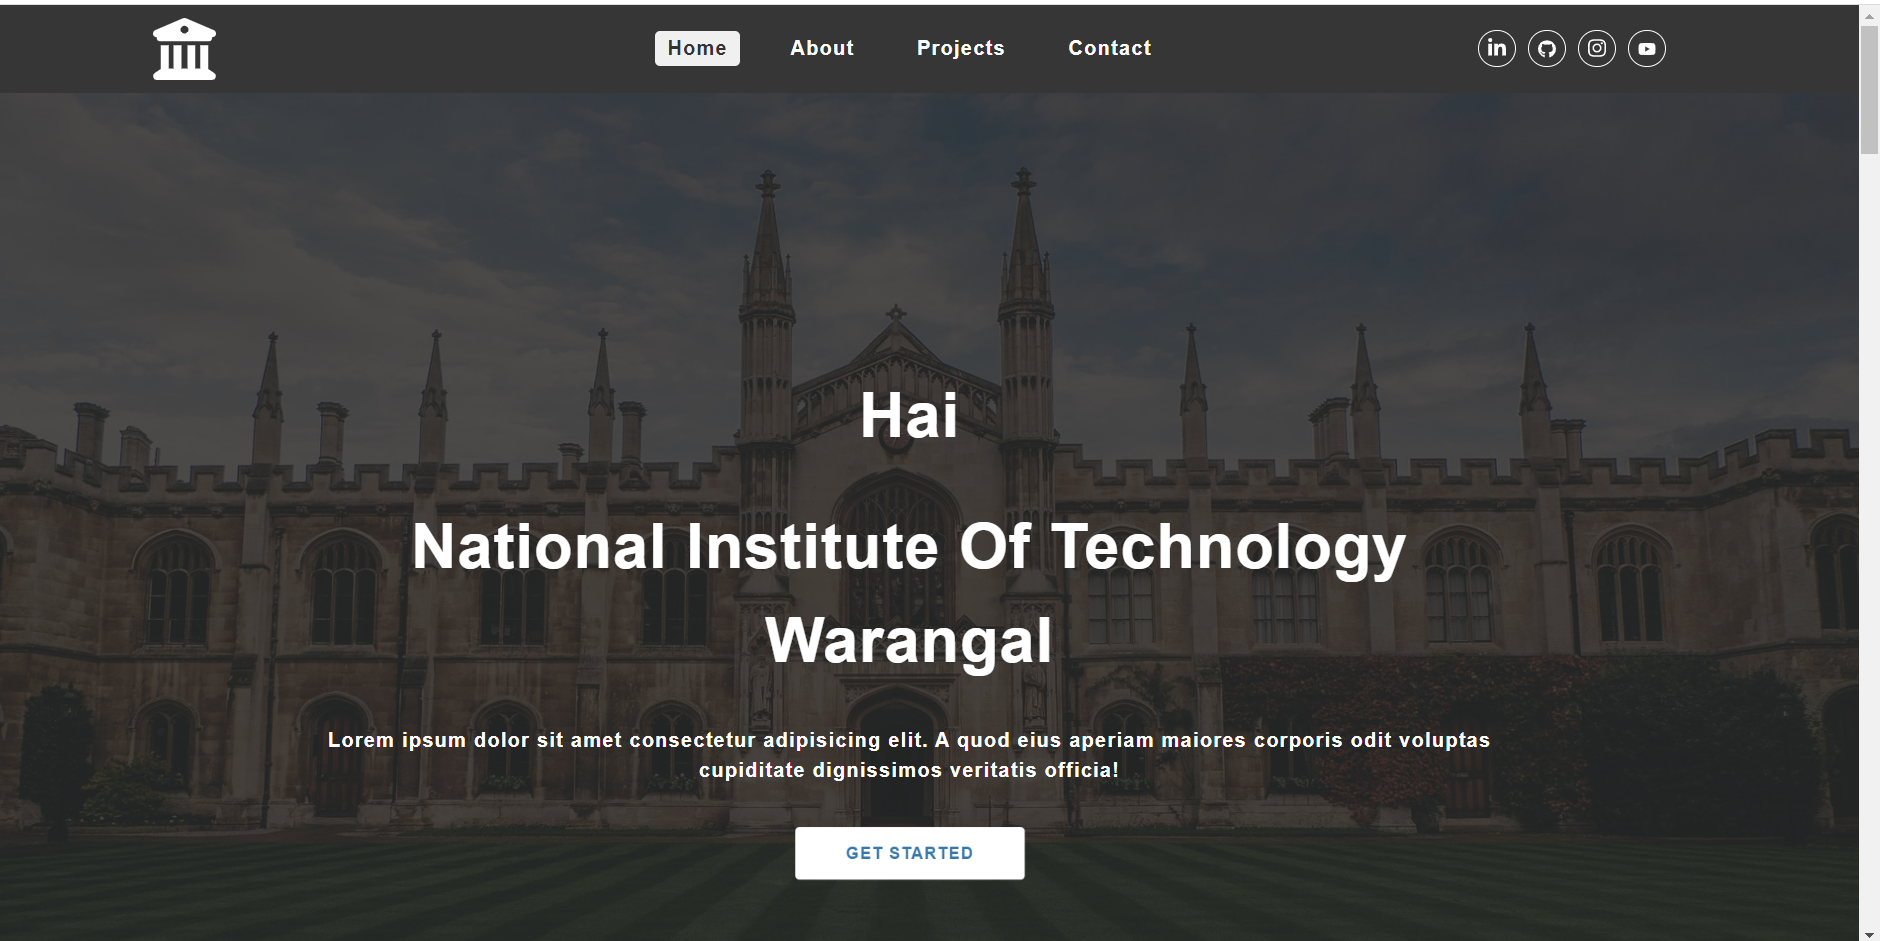 Home About Projects Contact
Hai
National Institute Of Technology
Warangal
Lorem ipsum dolor sit amet consectetur adipisicing elit. A quod eius aperiam maiores corporis odit voluptas
cupiditate dignissimos veritatis officia!
GET STARTED